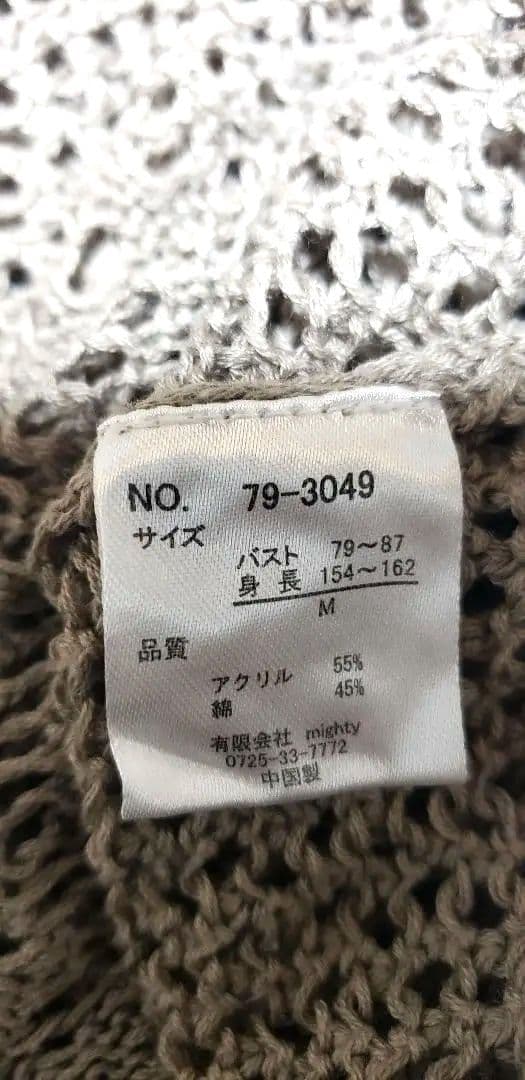 NO. 79-3049
サイズ
バスト 79～87
身長 154～162
M
品質
アクリル 55%
綿 45%
有限会社 mighty
0725-33-7772
中国製